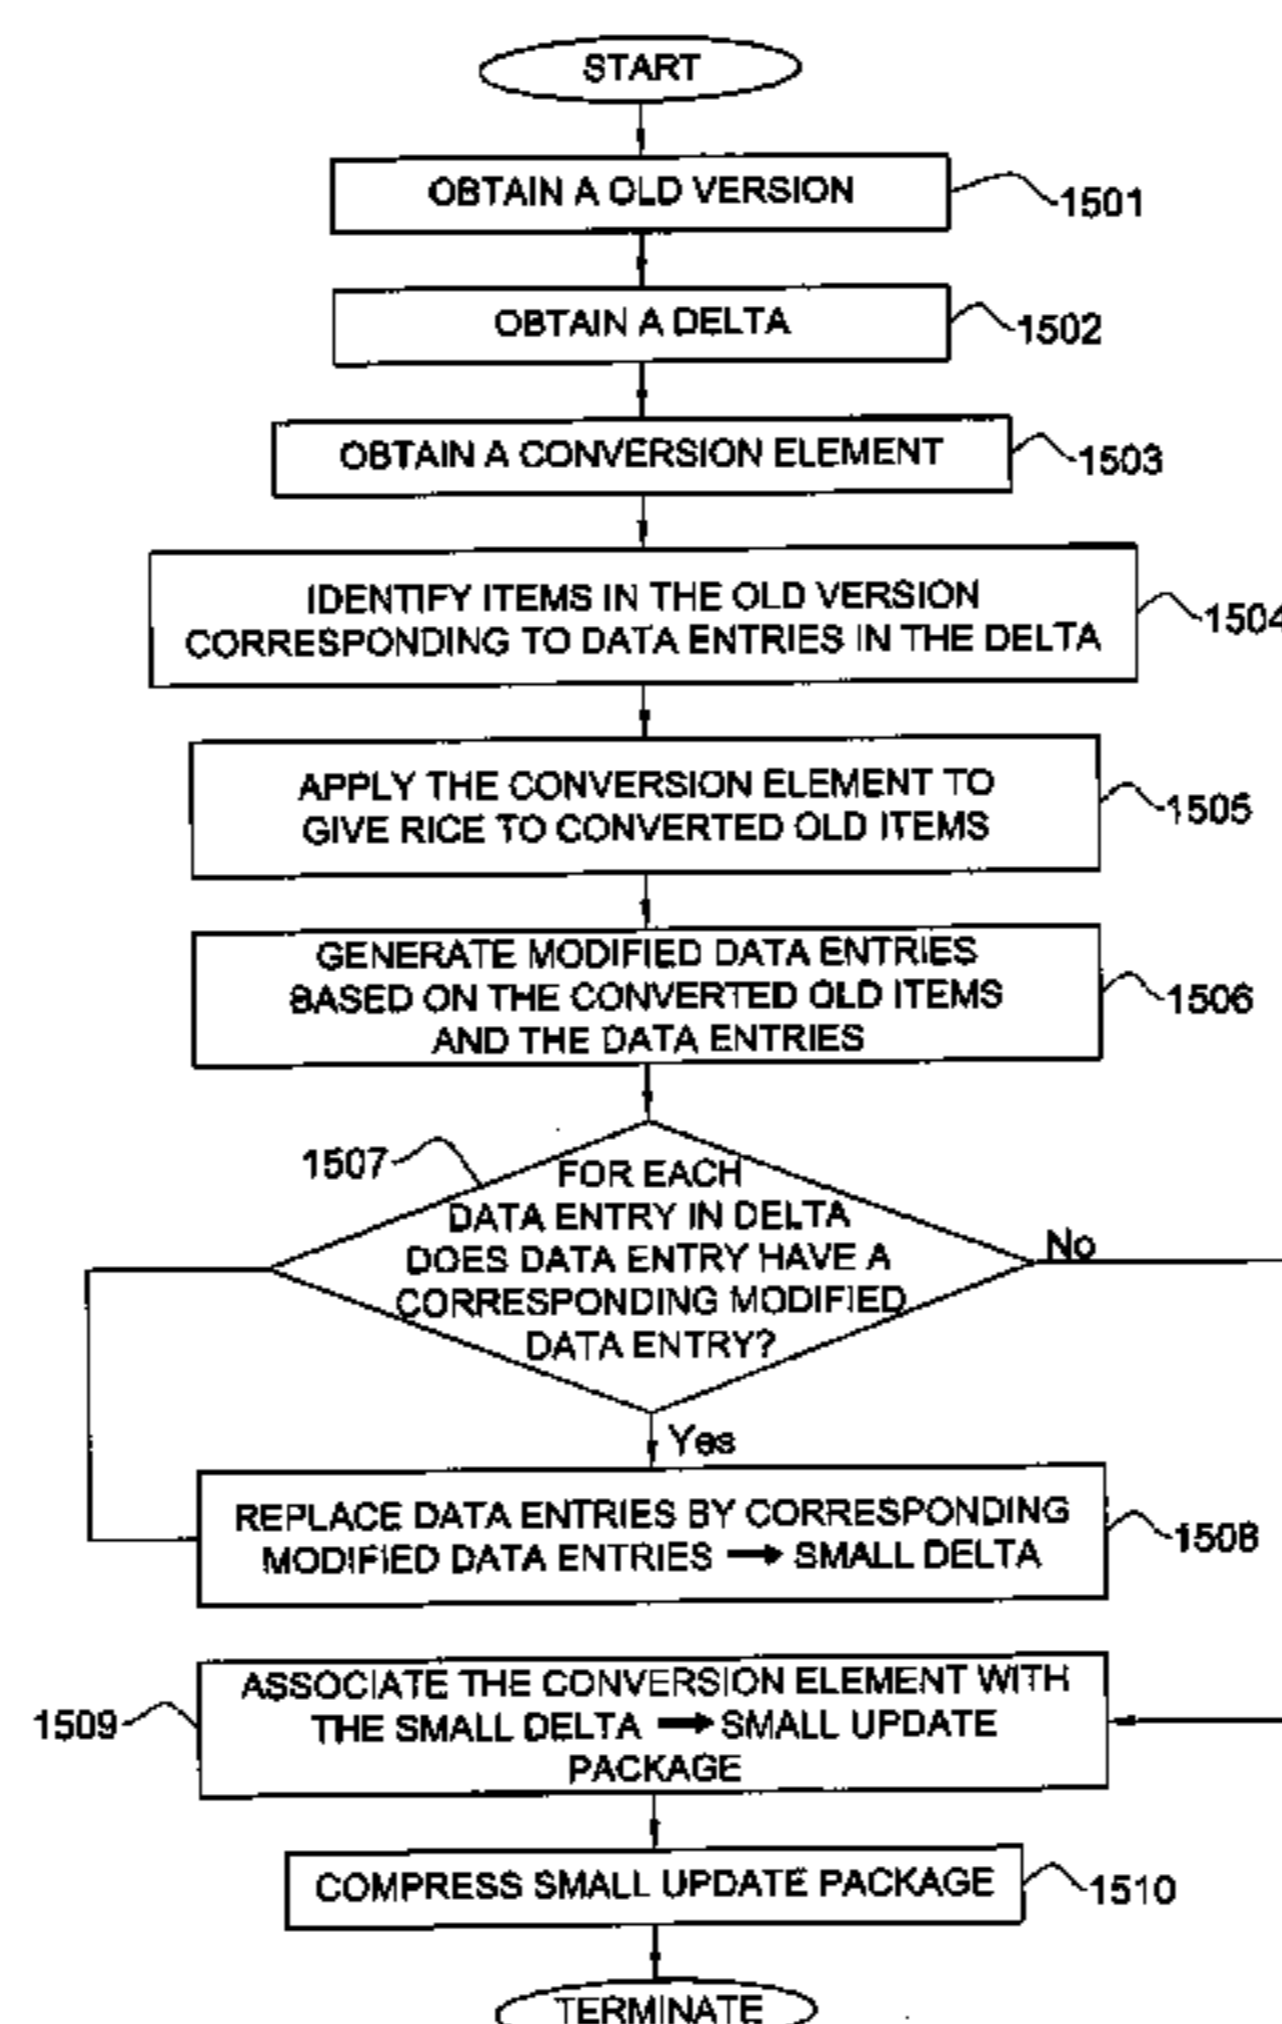 START
OBTAIN A OLD VERSION
1501
OBTAIN A DELTA
1502
OBTAIN A CONVERSION ELEMENT
1503
IDENTIFY ITEMS IN THE OLD VERSION
CORRESPONDING TO DATA ENTRIES IN THE DELTA
1504
APPLY THE CONVERSION ELEMENT TO
GIVE RICE TO CONVERTED OLD ITEMS
1505
GENERATE MODIFIED DATA ENTRIES
BASED ON THE CONVERTED OLD ITEMS
AND THE DATA ENTRIES
1506
1507
FOR EACH
DATA ENTRY IN DELTA
DOES DATA ENTRY HAVE A
CORRESPONDING MODIFIED
DATA ENTRY?
No
Yes
REPLACE DATA ENTRIES BY CORRESPONDING
MODIFIED DATA ENTRIES → SMALL DELTA
1508
ASSOCIATE THE CONVERSION ELEMENT WITH
THE SMALL DELTA → SMALL UPDATE
PACKAGE
1509
COMPRESS SMALL UPDATE PACKAGE
1510
TERMINATE